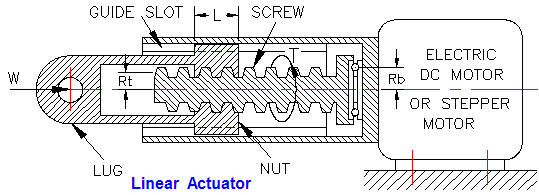 GUIDE SLOT
L
SCREW
T
W
Rt
Rb
ELECTRIC
DC MOTOR
OR STEPPER
MOTOR
LUG
NUT
Linear Actuator